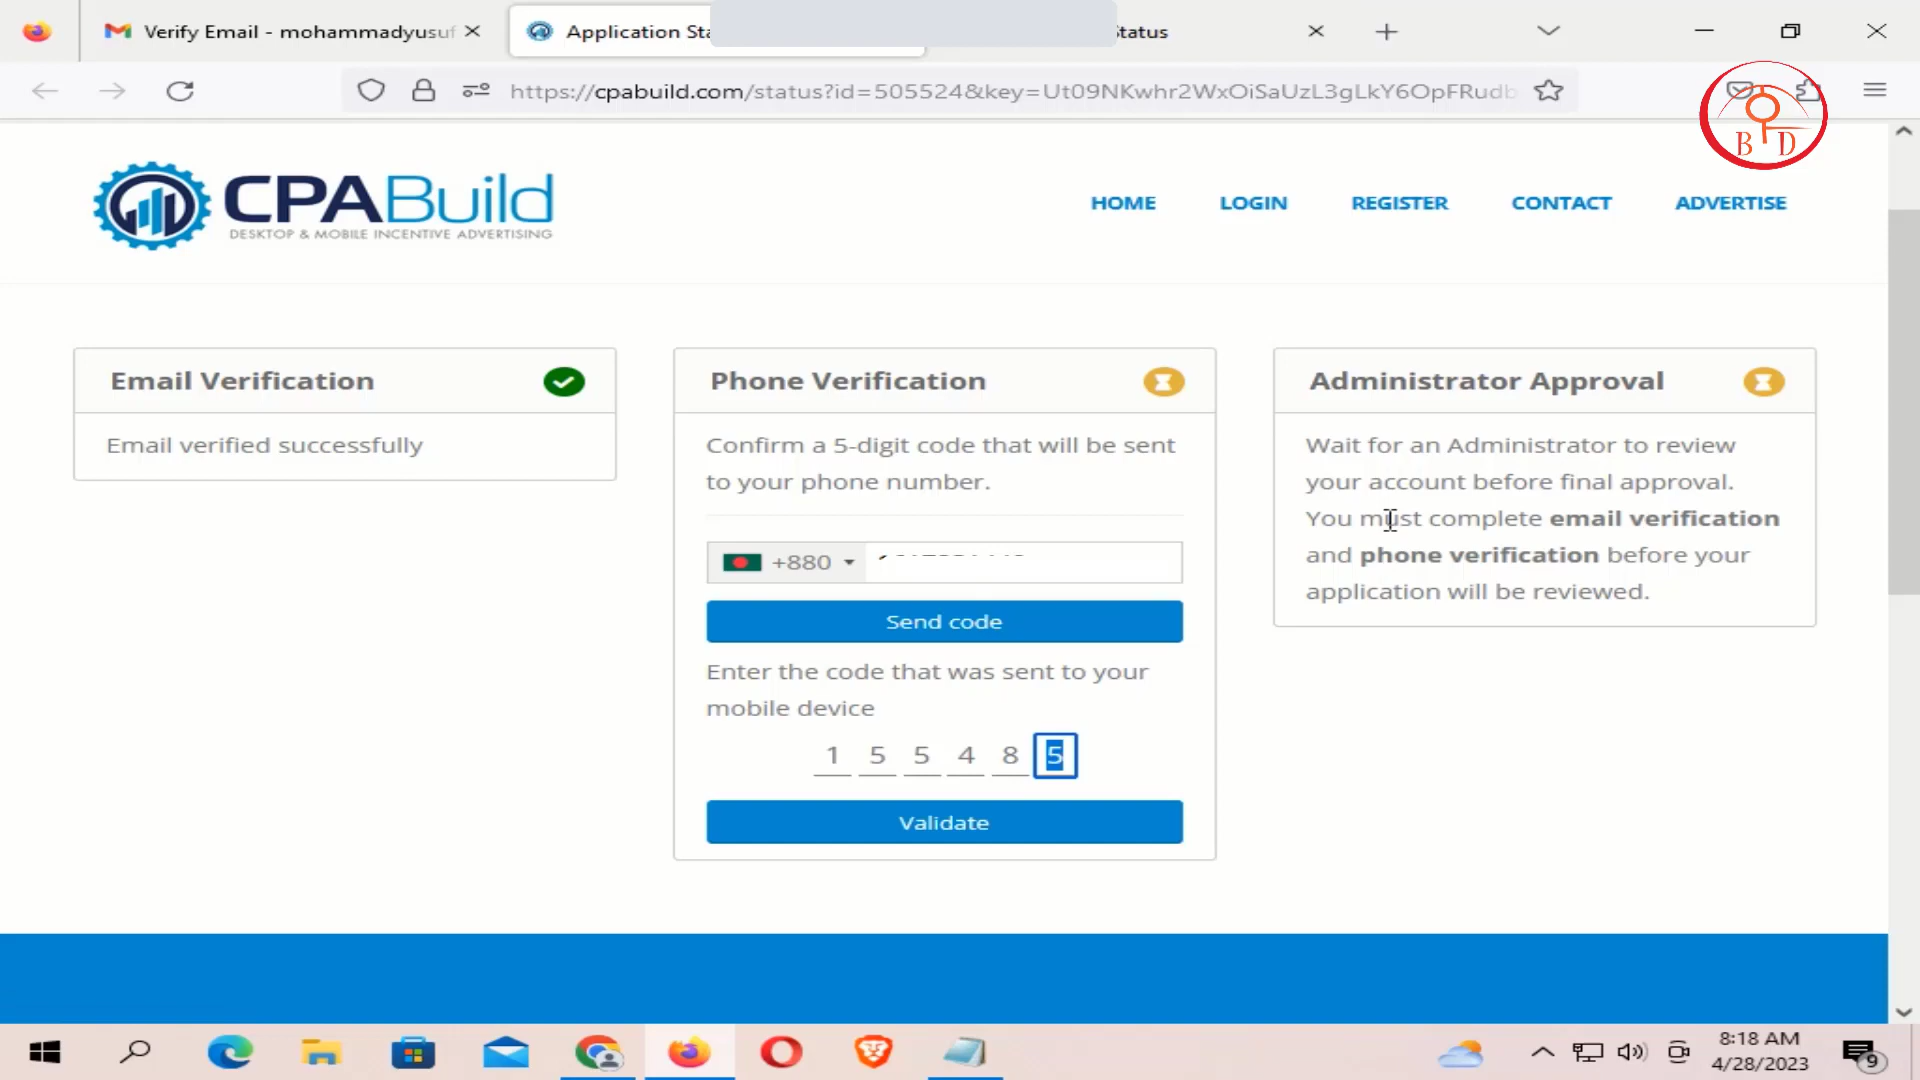 Verify Email - mohammadyusuf
Application Sta
Status
https://cpabuild.com/status?id=505524&key=Ut09NKwhr2WxOiSaUzL3gLkY6OpFRudb
B D
CPABuild
DESKTOP & MOBILE INCENTIVE ADVERTISING
HOME LOGIN REGISTER CONTACT ADVERTISE
Email Verification
Email verified successfully
Phone Verification
Confirm a 5-digit code that will be sent
to your phone number.
+880
Send code
Enter the code that was sent to your
mobile device
1 5 5 4 8 5
Validate
Administrator Approval
Wait for an Administrator to review
your account before final approval.
You must complete email verification
and phone verification before your
application will be reviewed.
8:18 AM
4/28/2023
9